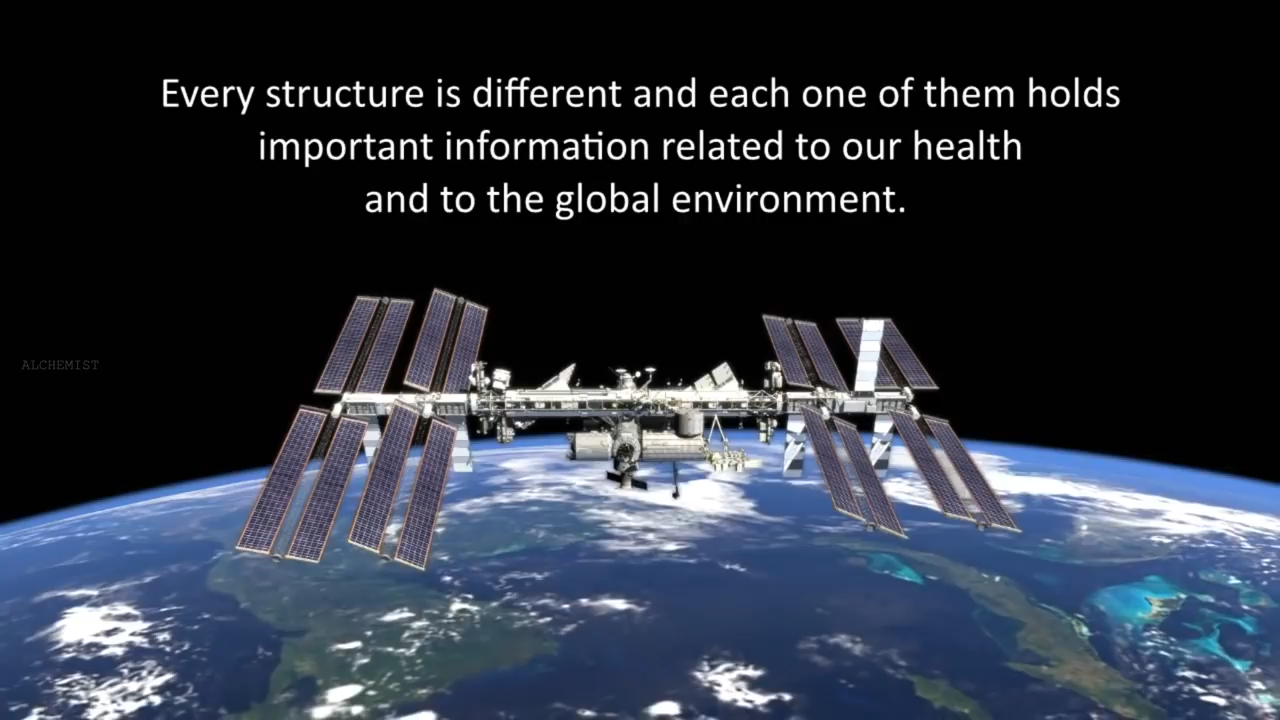 Every structure is different and each one of them holds
important information related to our health
and to the global environment.
ALCHEMIST